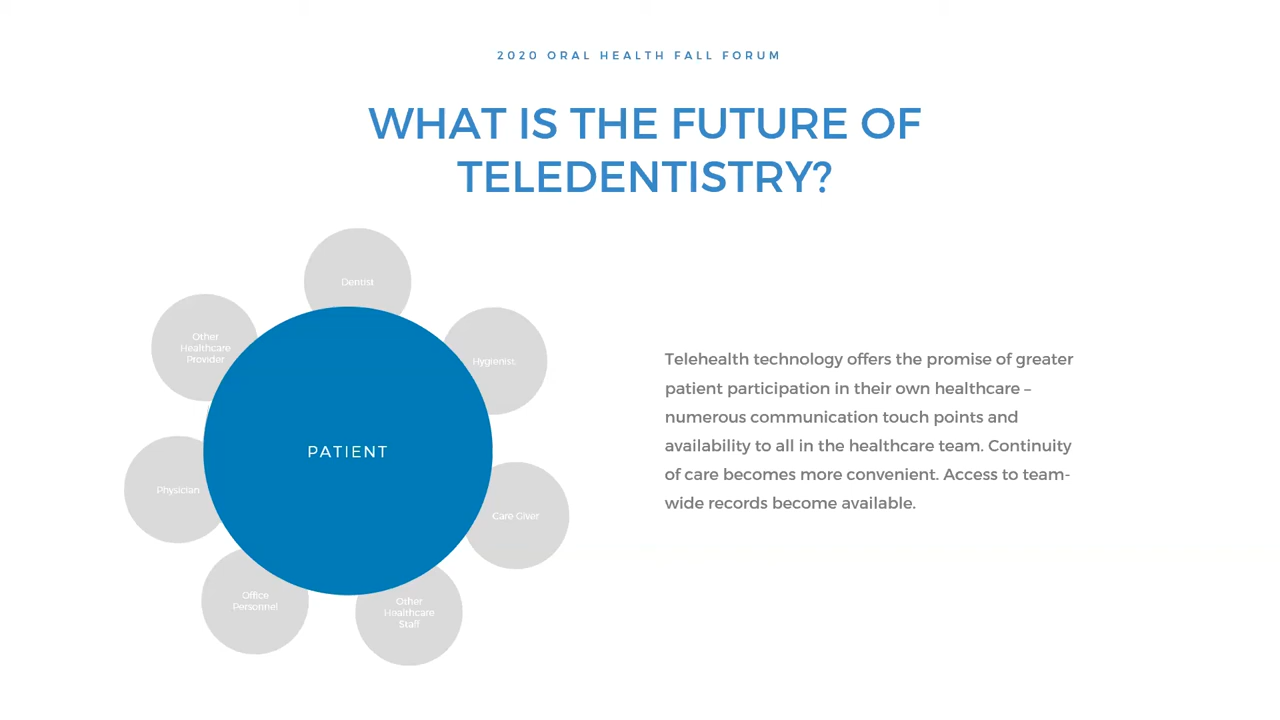 2020 ORAL HEALTH FALL FORUM
WHAT IS THE FUTURE OF
TELEDENTISTRY?
Dentist
Other
Healthcare
Provider
Hygienist
PATIENT
Physician
Care Giver
Office
Personnel
Other
Healthcare
Staff
Telehealth technology offers the promise of greater
patient participation in their own healthcare –
numerous communication touch points and
availability to all in the healthcare team. Continuity
of care becomes more convenient. Access to team-
wide records become available.